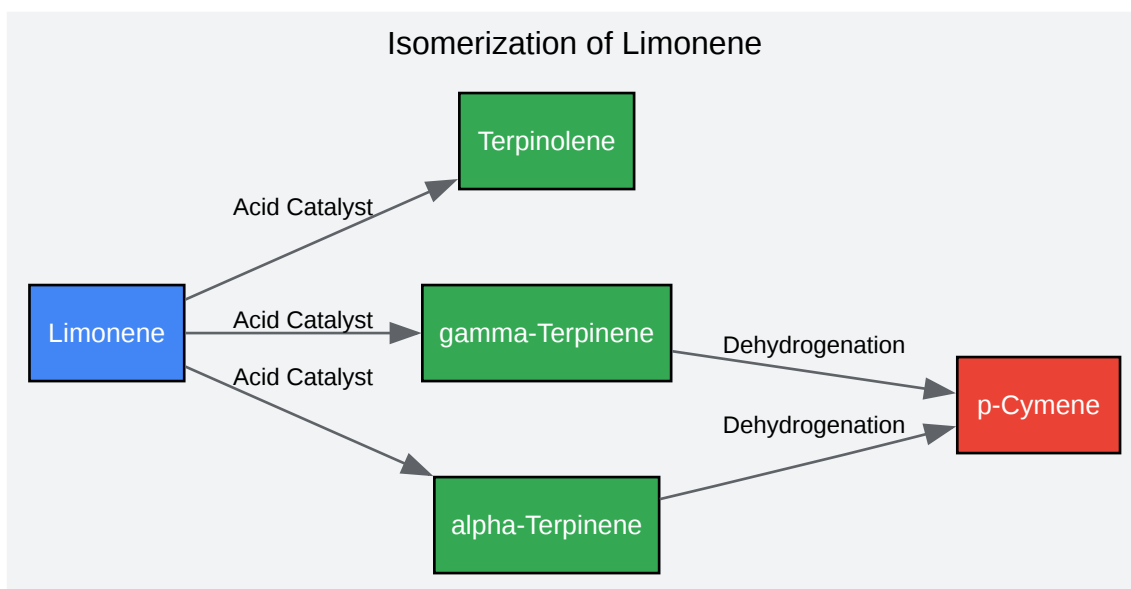 Isomerization of Limonene
Terpinolene
Acid Catalyst
Limonene
Acid Catalyst
gamma-Terpinene
Dehydrogenation
Acid Catalyst
p-Cymene
Dehydrogenation
alpha-Terpinene